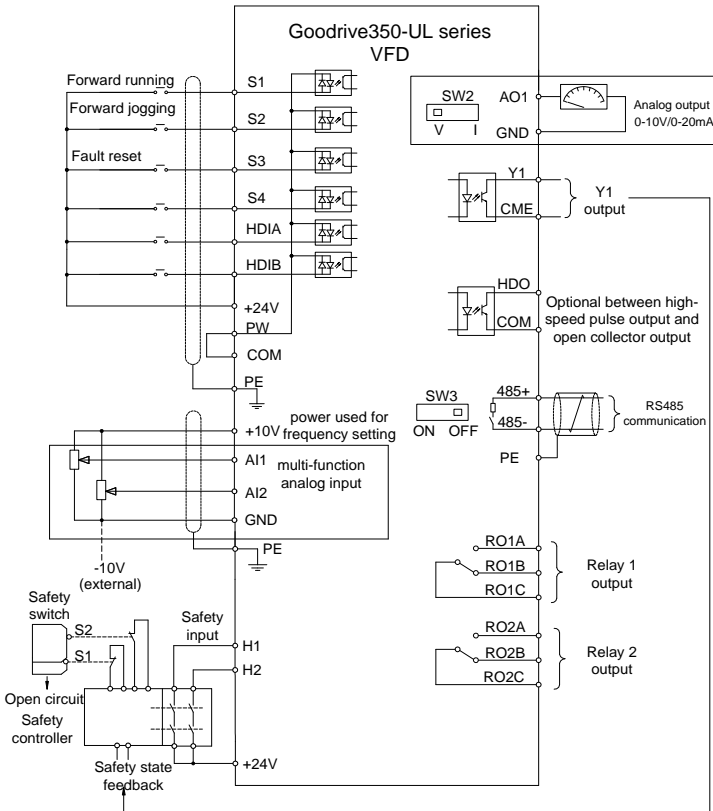 Goodrive350-UL series
VFD
Forward running
Forward jogging
Fault reset
S1
S2
S3
S4
HDIA
HDIB
+24V
PW
COM
PE
SW2
V I
AO1
GND
Analog output
0-10V/0-20mA
Y1
CME
Y1
output
HDO
COM
Optional between high-
speed pulse output and
open collector output
SW3
ON OFF
485+
485-
PE
RS485
communication
power used for
frequency setting
+10V
AI1
AI2
GND
PE
multi-function
analog input
-10V
(external)
RO1A
RO1B
RO1C
Relay 1
output
RO2A
RO2B
RO2C
Relay 2
output
Safety
switch
S2
S1
Open circuit
Safety
controller
Safety
input
H1
H2
+24V
Safety state
feedback